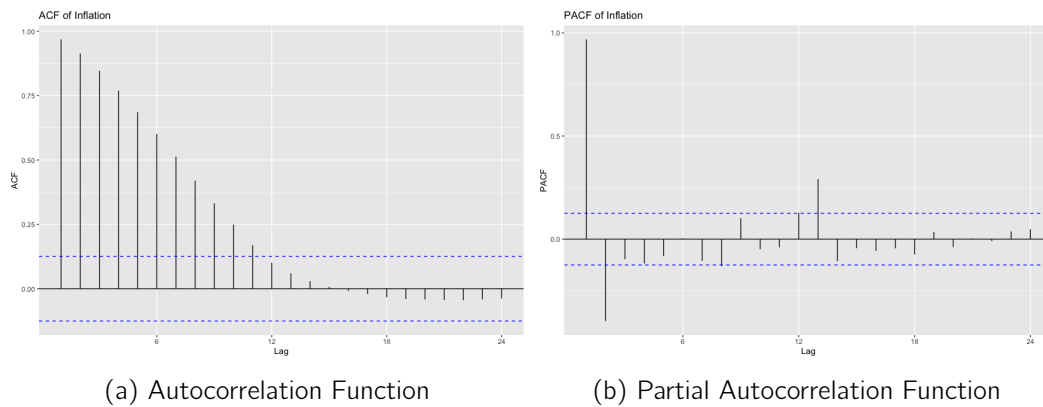 ACF of Inflation
1.00
0.75
0.50
0.25
0.00
ACF
6
12
18
24
Lag
(a) Autocorrelation Function
PACF of Inflation
1.0
0.5
0.0
PACF
6
12
18
24
Lag
(b) Partial Autocorrelation Function